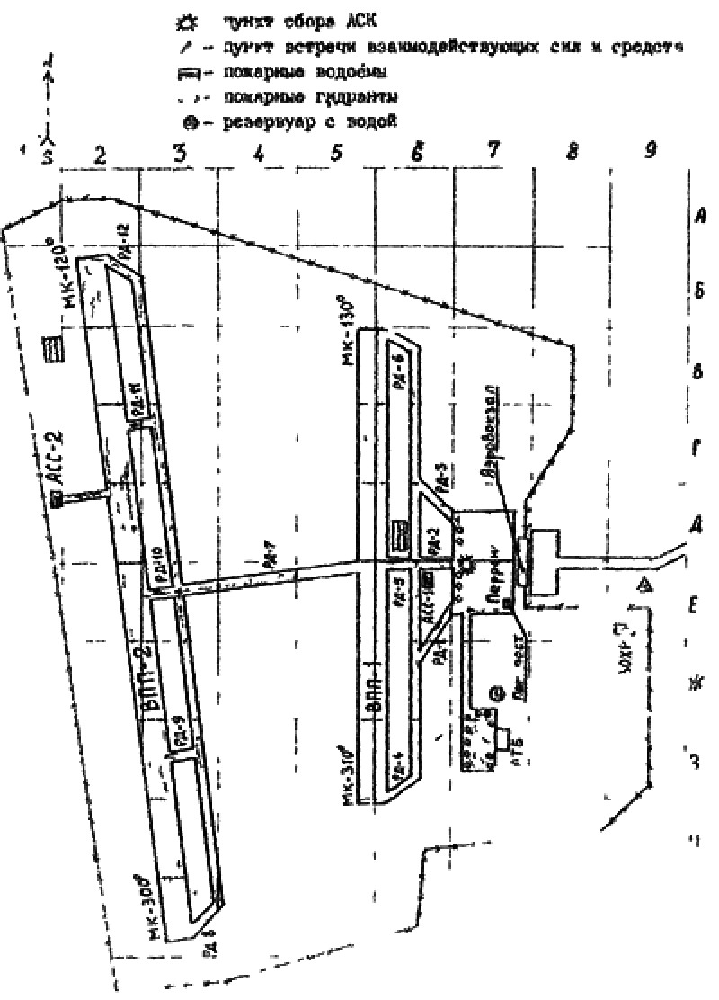 пункт сбора АСК
- пункт встречи взаимодействующих сил и средств
- пожарные водоёмы
- пожарные гидранты
- резервуар с водой
S 2 3 4 5 6 7 8 9
А
Б
В
Г
Д
Е
Ж
З
МК-120°
РД-12
МК-130°
РД-6
РД-11
АСС-2
РД-3
Аэровокзал
РД-2
РД-10
РД-7
РД-5
АСС-1
Перрон
РД-1
ВПП-2
ВПП-1
Пож. пост
РД-9
РД-4
АТБ
МК-310°
МК-300°
РД 8